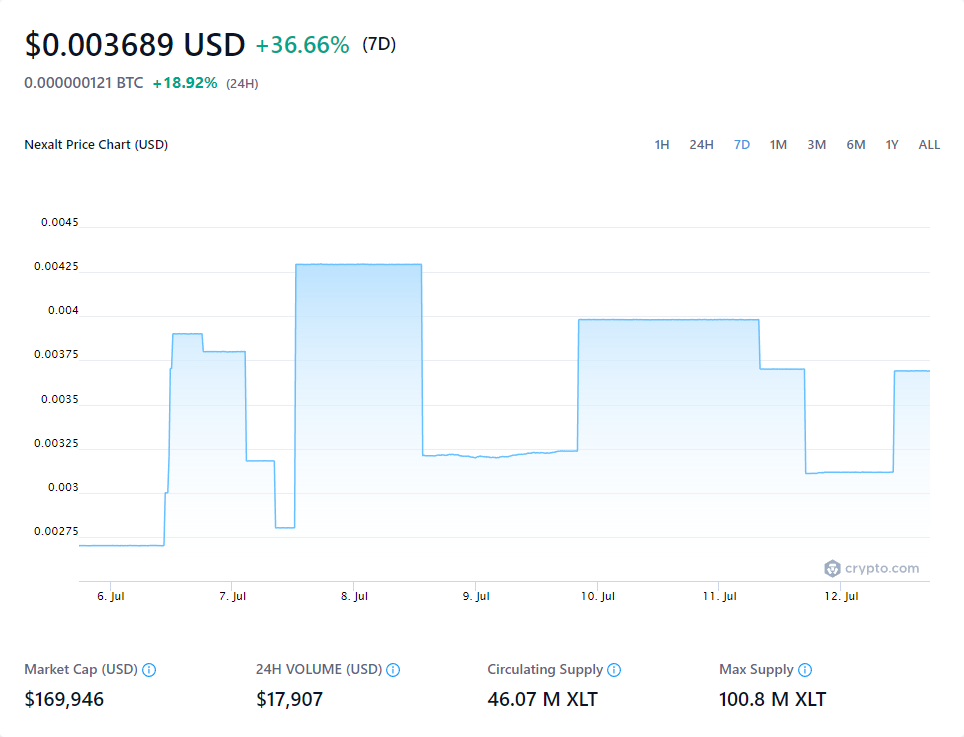 $0.003689 USD +36.66% (7D)
0.000000121 BTC +18.92% (24H)
Nexalt Price Chart (USD) 1H 24H 7D 1M 3M 6M 1Y ALL
0.0045
0.00425
0.004
0.00375
0.0035
0.00325
0.003
0.00275
crypto.com
6. Jul 7. Jul 8. Jul 9. Jul 10. Jul 11. Jul 12. Jul
Market Cap (USD) 24H VOLUME (USD) Circulating Supply Max Supply
$169,946 $17,907 46.07 M XLT 100.8 M XLT